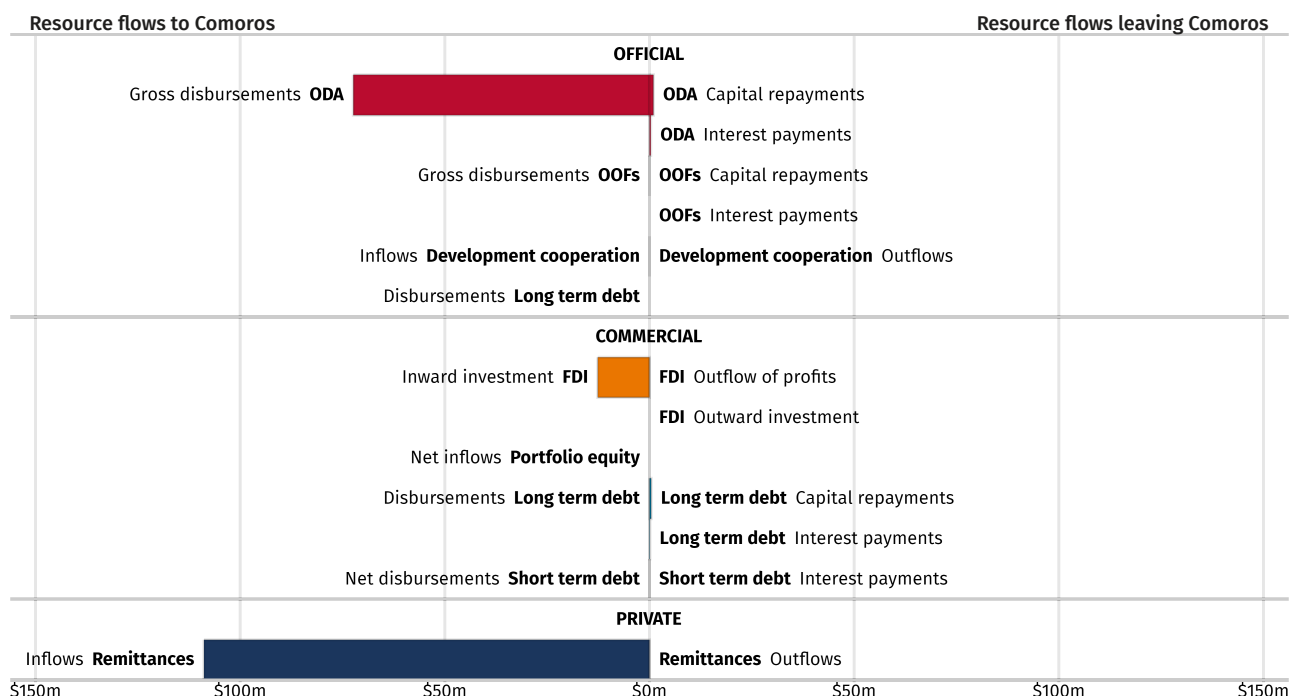 Resource flows to Comoros Resource flows leaving Comoros
OFFICIAL
Gross disbursements ODA ODA Capital repayments
ODA Interest payments
Gross disbursements OOFs OOFs Capital repayments
OOFs Interest payments
Inflows Development cooperation Development cooperation Outflows
Disbursements Long term debt
COMMERCIAL
Inward investment FDI FDI Outflow of profits
FDI Outward investment
Net inflows Portfolio equity
Disbursements Long term debt Long term debt Capital repayments
Long term debt Interest payments
Net disbursements Short term debt Short term debt Interest payments
PRIVATE
Inflows Remittances Remittances Outflows
$150m $100m $50m $0m $50m $100m $150m